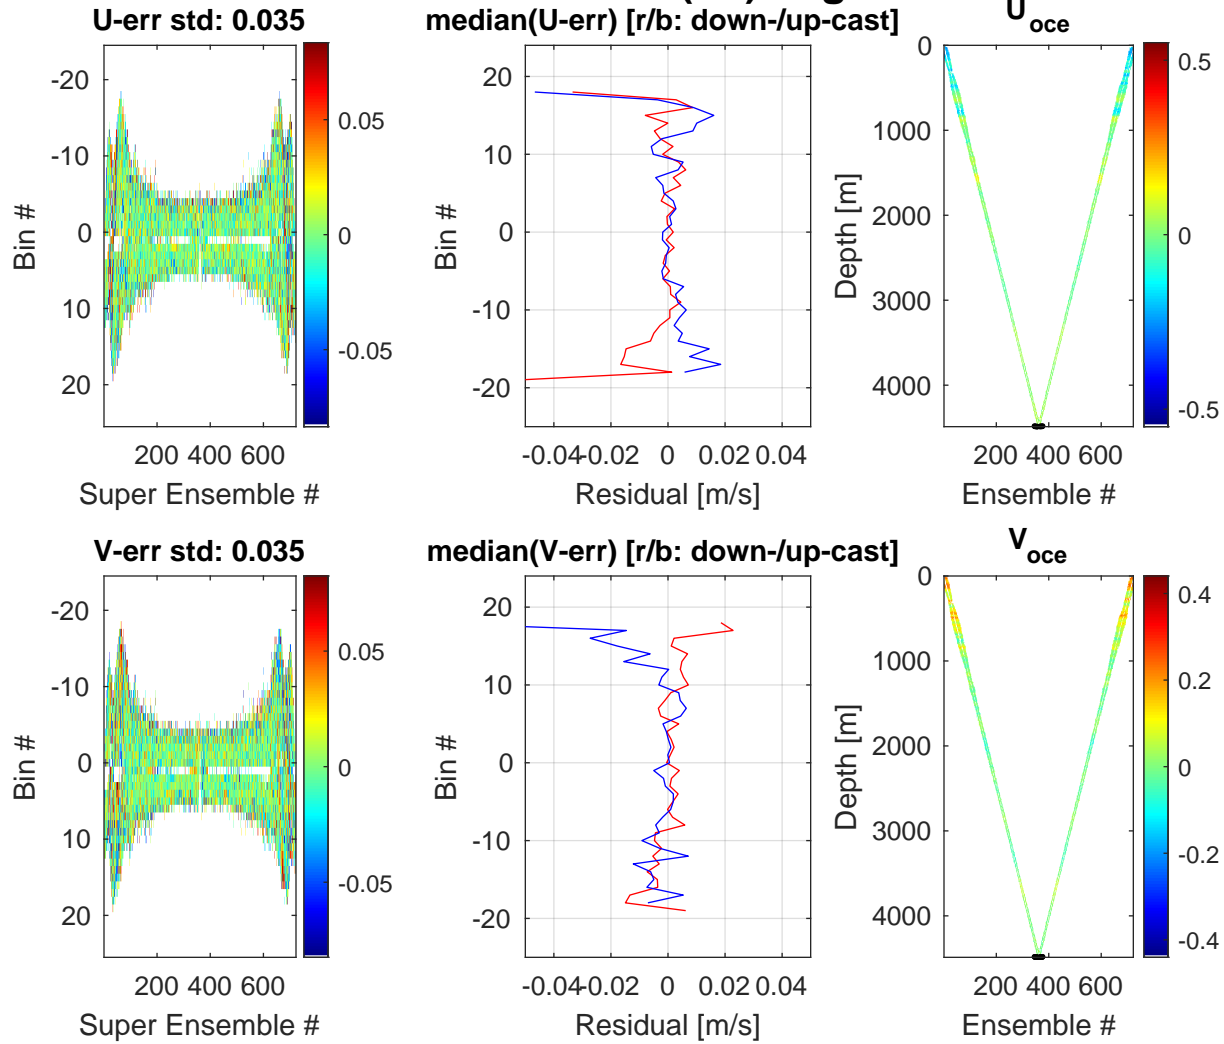 U-err std: 0.035
-20
-10
0
10
20
Bin #
200 400 600
Super Ensemble #
0.05
0
-0.05
median(U-err) [r/b: down-/up-cast]
20
10
0
-10
-20
Bin #
-0.04 -0.02 0 0.02 0.04
Residual [m/s]
U_oce
0
1000
2000
3000
4000
Depth [m]
200 400 600
Ensemble #
0.5
0
-0.5
V-err std: 0.035
-20
-10
0
10
20
Bin #
200 400 600
Super Ensemble #
0.05
0
-0.05
median(V-err) [r/b: down-/up-cast]
20
10
0
-10
-20
Bin #
-0.04 -0.02 0 0.02 0.04
Residual [m/s]
V_oce
0
1000
2000
3000
4000
Depth [m]
200 400 600
Ensemble #
0.4
0.2
0
-0.2
-0.4